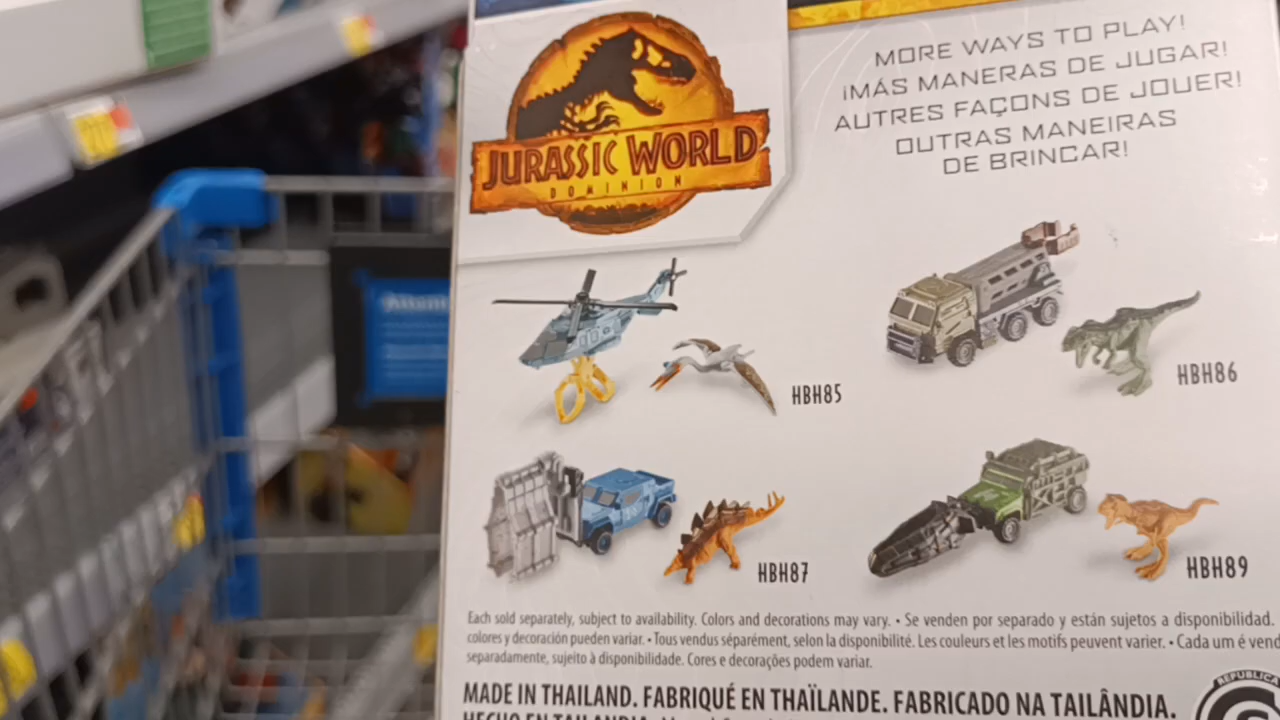 JURASSIC WORLD
DOMINION
MORE WAYS TO PLAY!
¡MÁS MANERAS DE JUGAR!
AUTRES FAÇONS DE JOUER!
OUTRAS MANEIRAS
DE BRINCAR!
HBH85
HBH86
HBH87
HBH89
Each sold separately, subject to availability. Colors and decorations may vary. • Se venden por separado y están sujetos a disponibilidad.
colores y decoración pueden variar. • Tous vendus séparément, selon la disponibilité. Les couleurs et les motifs peuvent varier. • Cada um é vend
separadamente, sujeito à disponibilidade. Cores e decorações podem variar.
MADE IN THAILAND. FABRIQUÉ EN THAÏLANDE. FABRICADO NA TAILÂNDIA.
HECHO EN TAILANDIA.
REPUBLICA